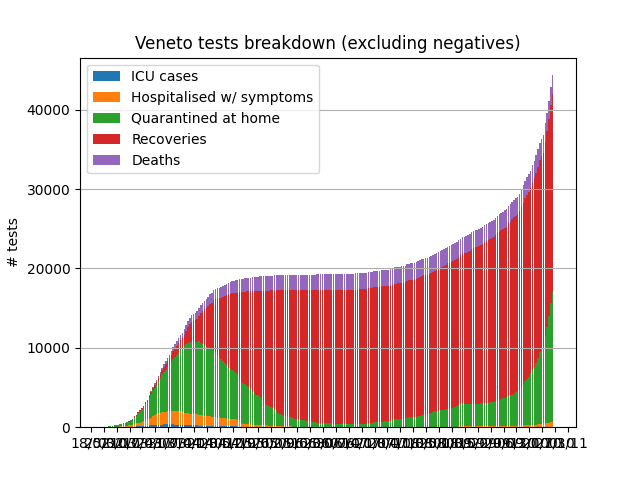 Veneto tests breakdown (excluding negatives)
ICU cases
Hospitalised w/ symptoms
Quarantined at home
Recoveries
Deaths
# tests
40000
30000
20000
10000
0